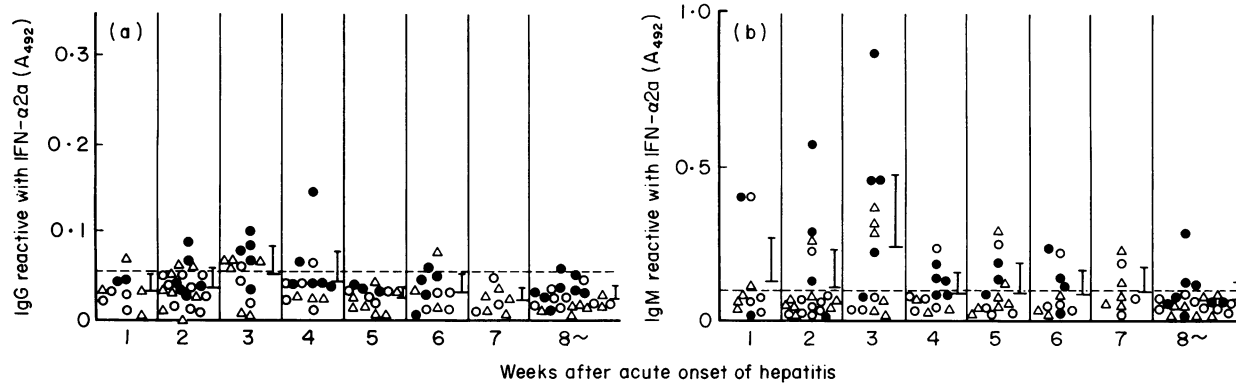 (a)
IgG reactive with IFN-α2a (A492)
0·3
0·2
0·1
0
1 2 3 4 5 6 7 8~
(b)
IgM reactive with IFN-α2a (A492)
1·0
0·5
0
1 2 3 4 5 6 7 8~
Weeks after acute onset of hepatitis